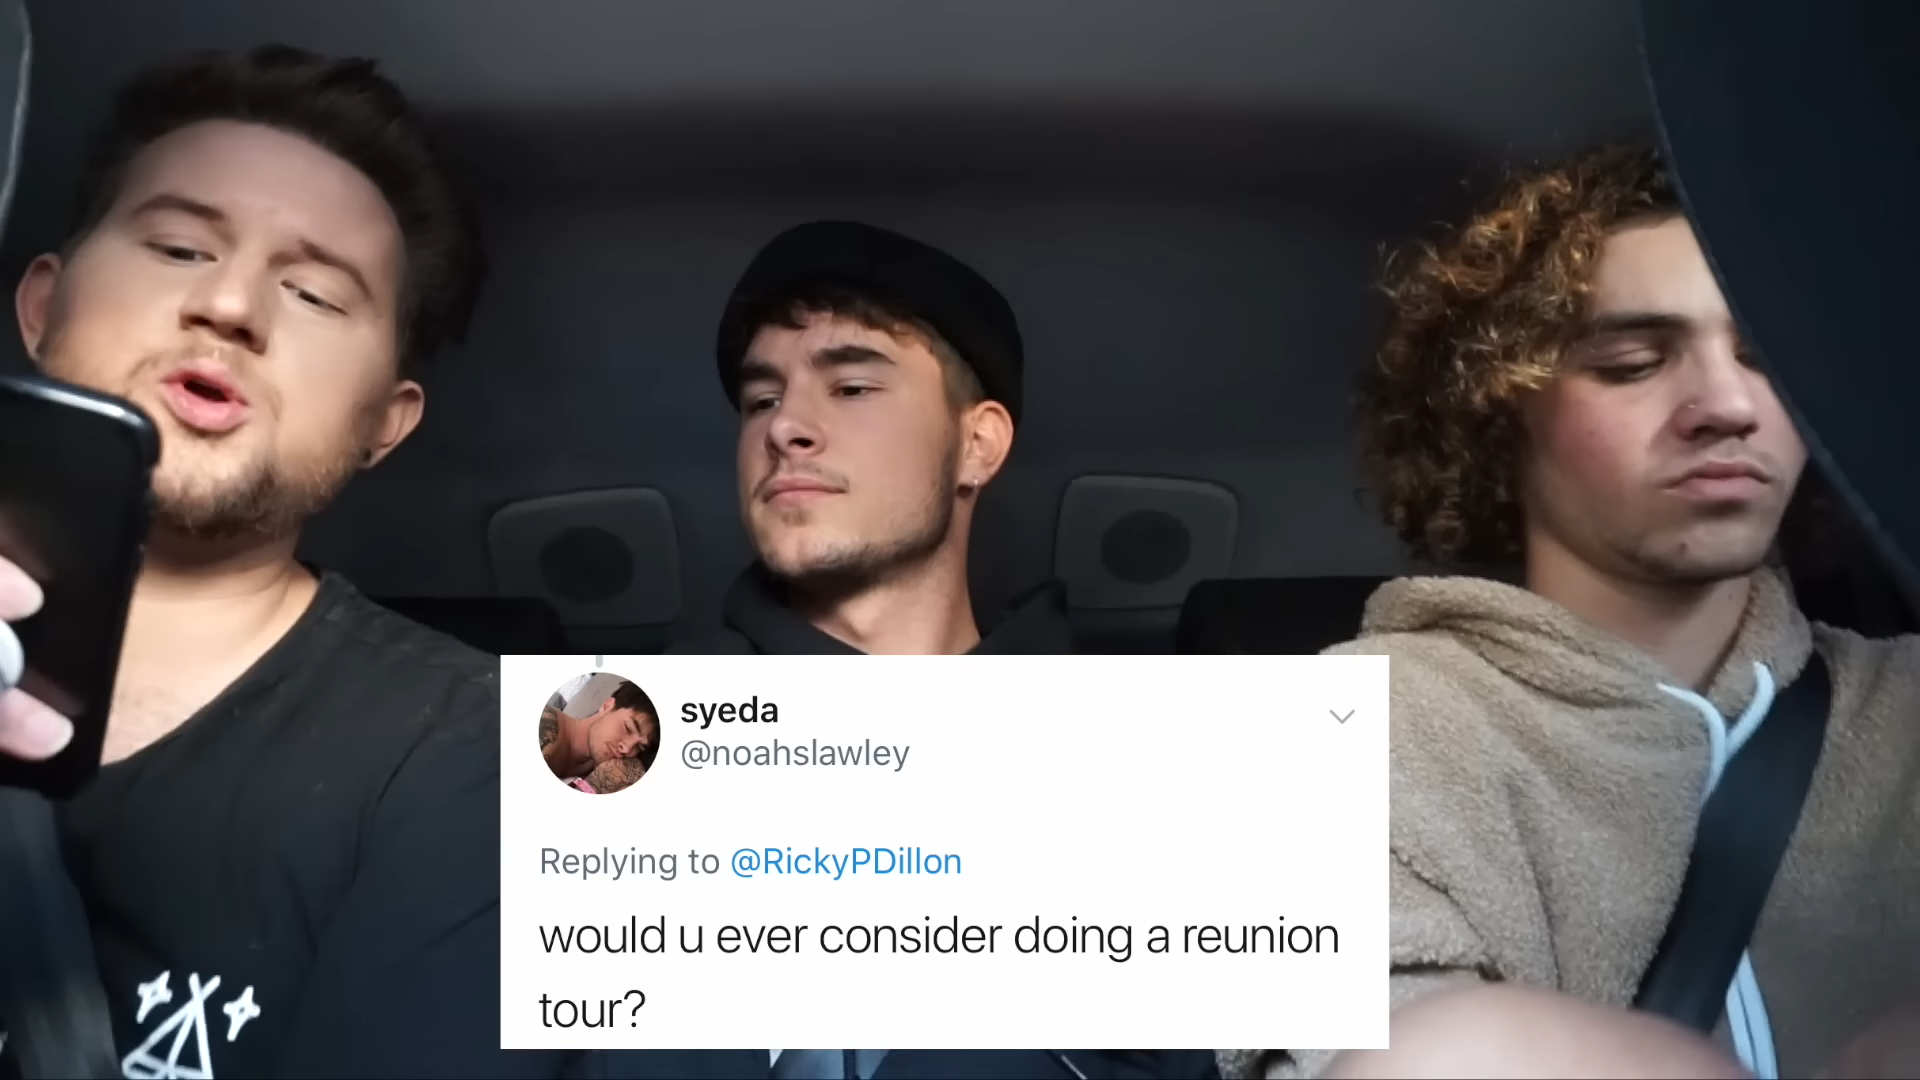 syeda
@noahslawley
Replying to @RickyPDillon
would u ever consider doing a reunion
tour?